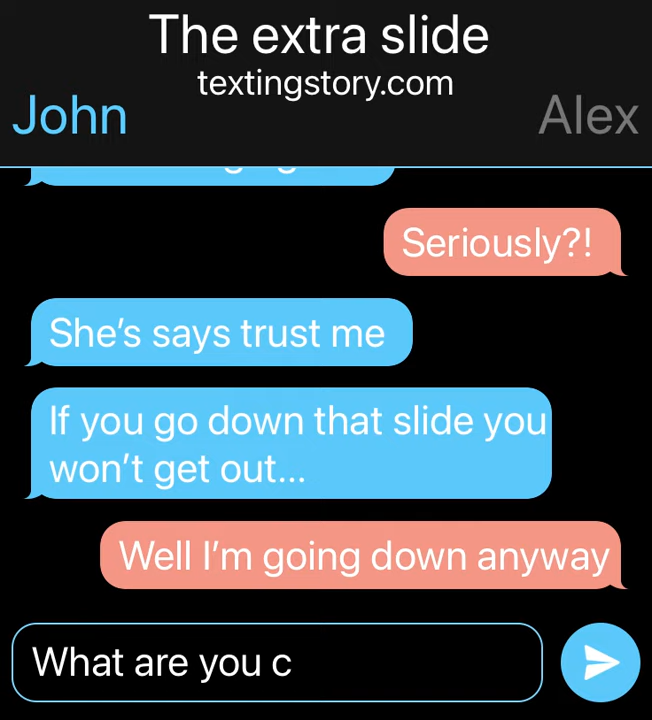 The extra slide
textingstory.com
John
Alex
Seriously?!
She's says trust me
If you go down that slide you
won't get out...
Well I'm going down anyway
What are you c